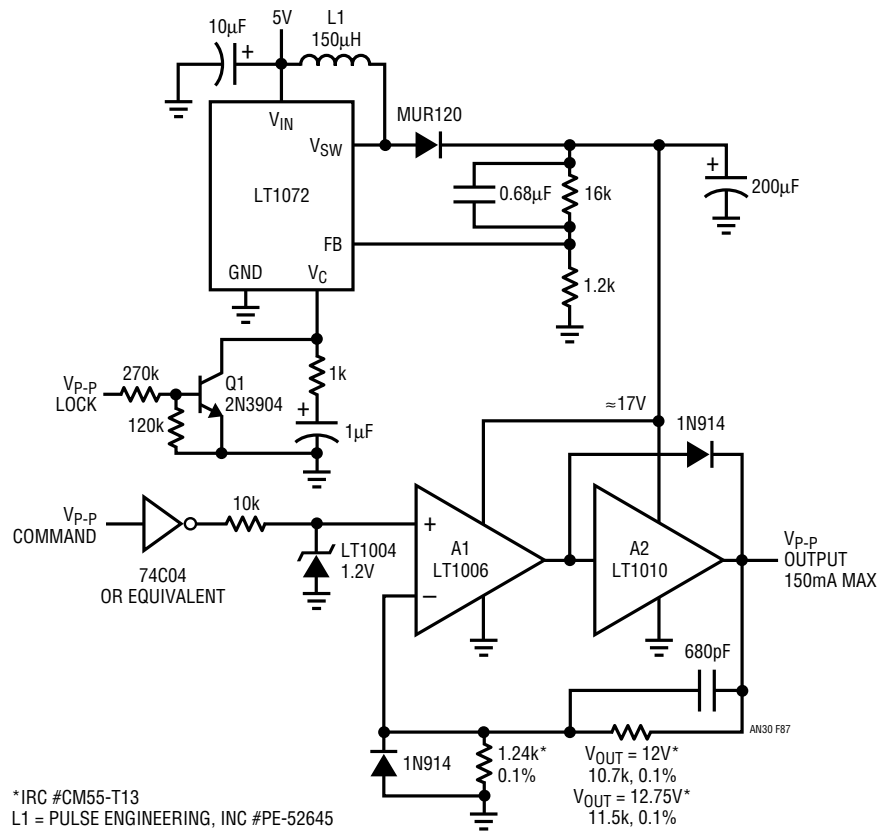 10µF
5V
L1
150µH
+
VIN
VSW
MUR120
LT1072
0.68µF
16k
+
200µF
FB
GND
VC
1.2k
VP-P
LOCK
270k
Q1
2N3904
1k
120k
+
1µF
≈17V
1N914
VP-P
COMMAND
10k
74C04
OR EQUIVALENT
LT1004
1.2V
+
A1
LT1006
–
A2
LT1010
VP-P
OUTPUT
150mA MAX
680pF
AN30 F87
1N914
1.24k*
0.1%
VOUT = 12V*
10.7k, 0.1%
VOUT = 12.75V*
11.5k, 0.1%
*IRC #CM55-T13
L1 = PULSE ENGINEERING, INC #PE-52645